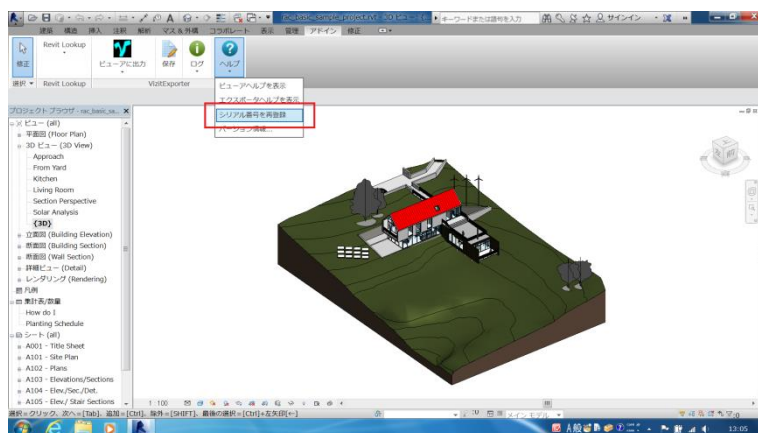 rac_basic_sample_project.rvt - 3D ビュー: {
キーワードまたは語句を入力
サインイン
建築 構造 挿入 注釈 解析 マス & 外構 コラボレート 表示 管理 アドイン 修正
修正
Revit Lookup
ビューアに出力
保存
ログ
ヘルプ
選択
Revit Lookup
VizitExporter
ビューアヘルプを表示
エクスポータヘルプを表示
シリアル番号を再登録
バージョン情報...
プロジェクト ブラウザ - rac_basic_sa...
ビュー (all)
平面図 (Floor Plan)
3D ビュー (3D View)
Approach
From Yard
Kitchen
Living Room
Section Perspective
Solar Analysis
{3D}
立面図 (Building Elevation)
断面図 (Building Section)
断面図 (Wall Section)
詳細ビュー (Detail)
レンダリング (Rendering)
凡例
集計表/数量
How do I
Planting Schedule
シート (all)
A001 - Title Sheet
A101 - Site Plan
A102 - Plans
A103 - Elevations/Sections
A104 - Elev./Sec./Det.
A105 - Elev./ Stair Sections
1 : 100
選択 = クリック、次へ = [Tab]、追加 = [Ctrl]、除外 = [SHIFT]、最後の選択 = [Ctrl]+左矢印[←]
メイン モデル
:0
A 般
13:05